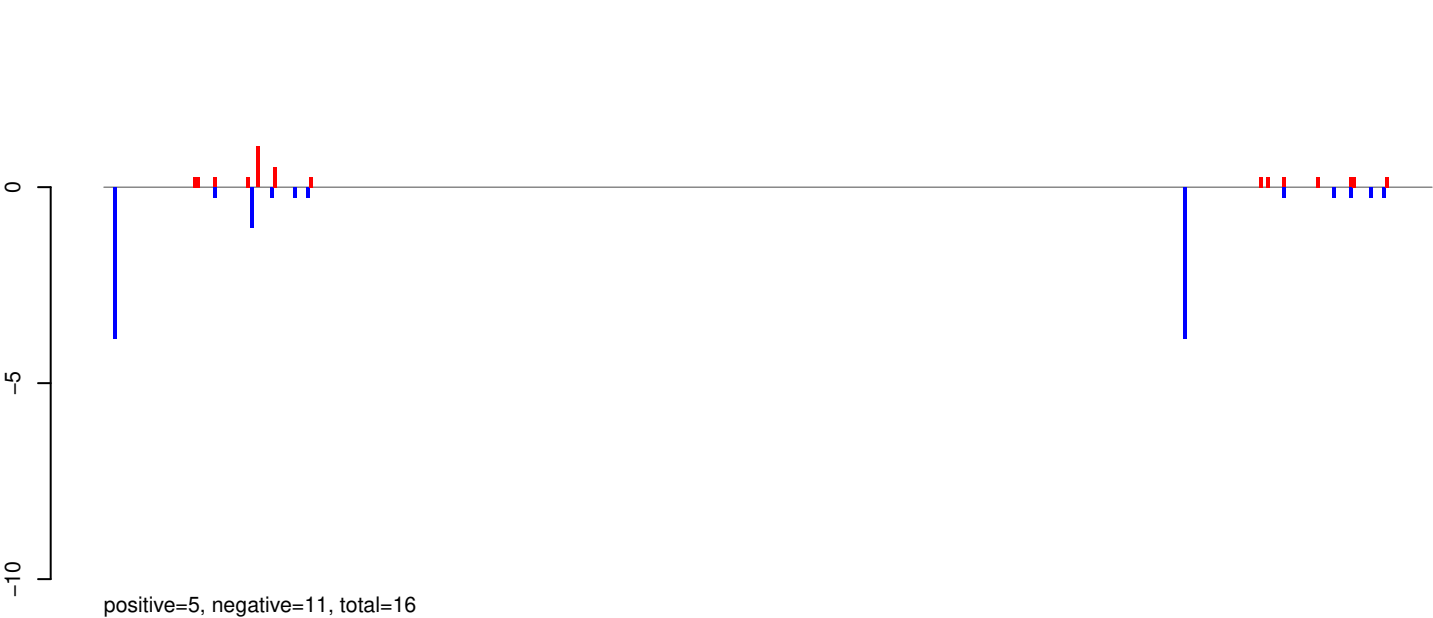 0
−5
−10
positive=5, negative=11, total=16